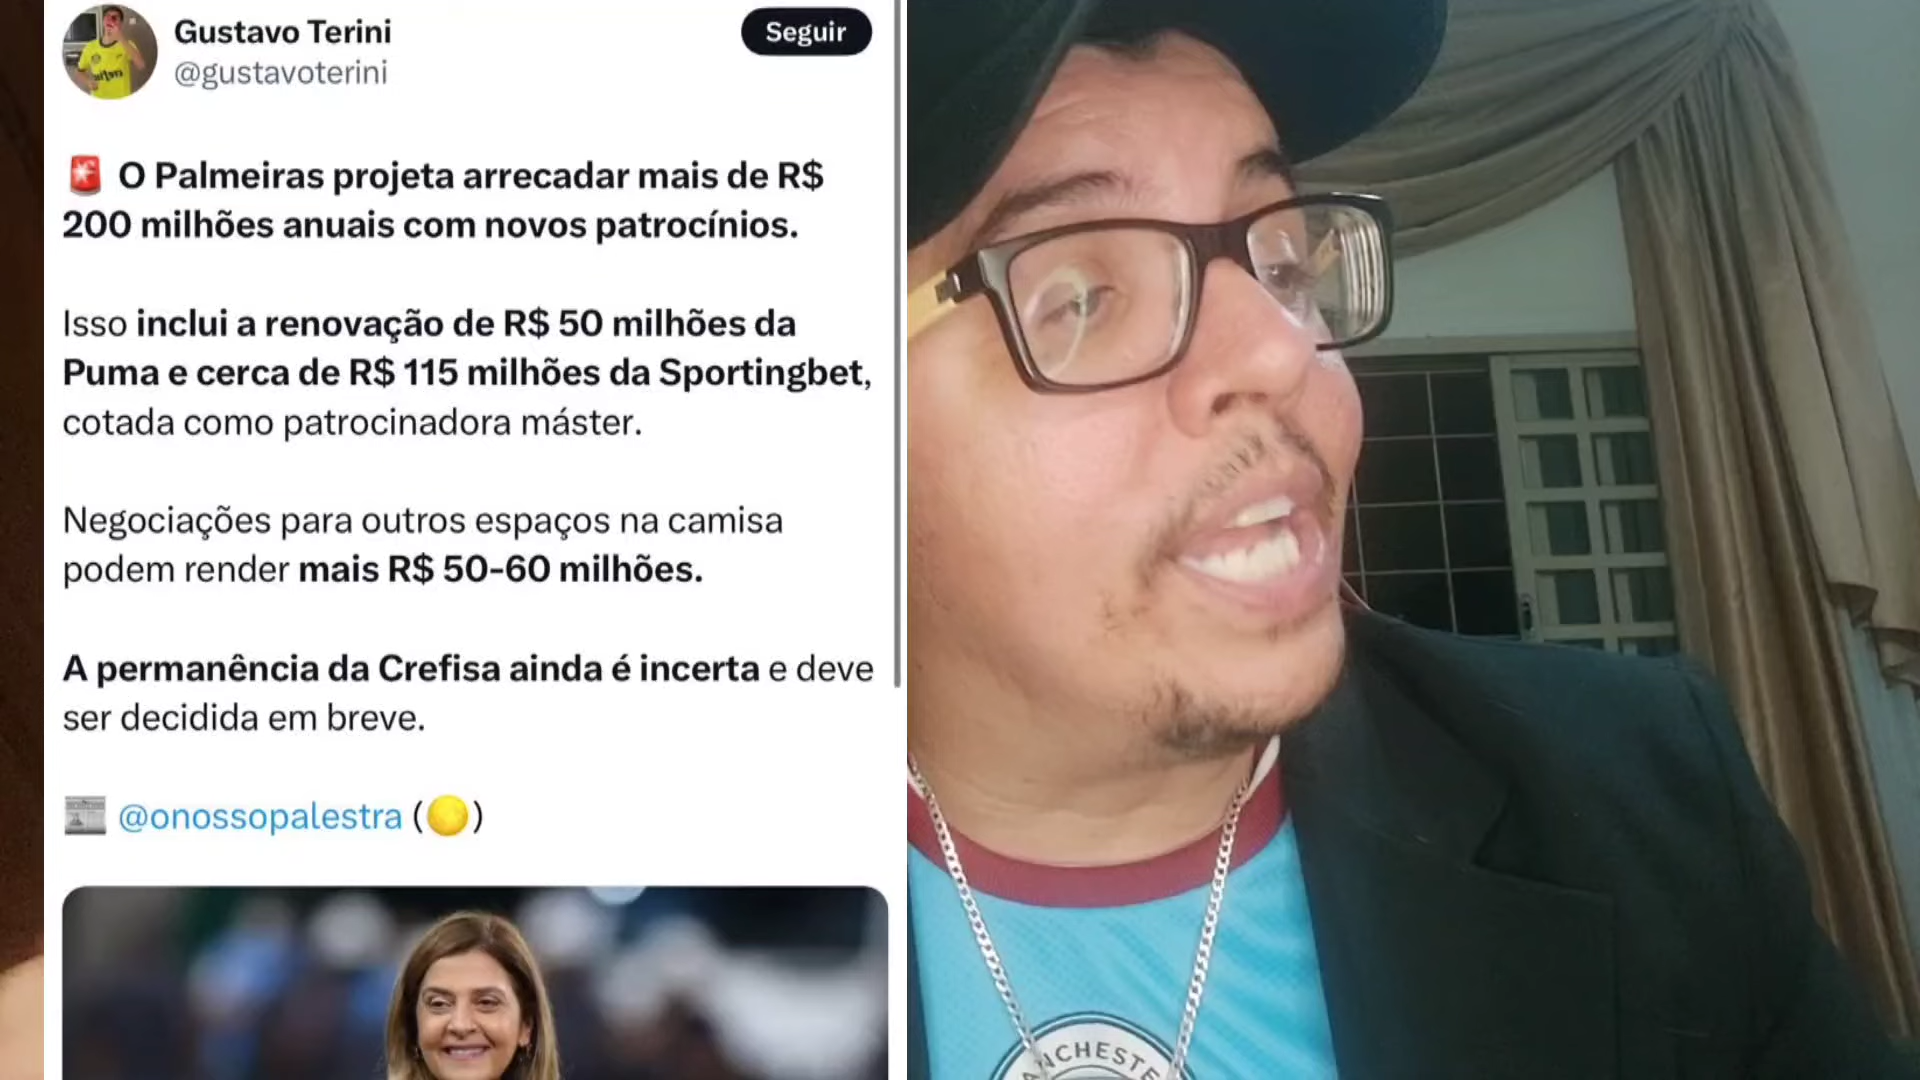 Gustavo Terini
@gustavoterini
Seguir
O Palmeiras projeta arrecadar mais de R$
200 milhões anuais com novos patrocínios.
Isso inclui a renovação de R$ 50 milhões da
Puma e cerca de R$ 115 milhões da Sportingbet,
cotada como patrocinadora máster.
Negociações para outros espaços na camisa
podem render mais R$ 50-60 milhões.
A permanência da Crefisa ainda é incerta e deve
ser decidida em breve.
@onossopalestra ( )
ANCHESTE